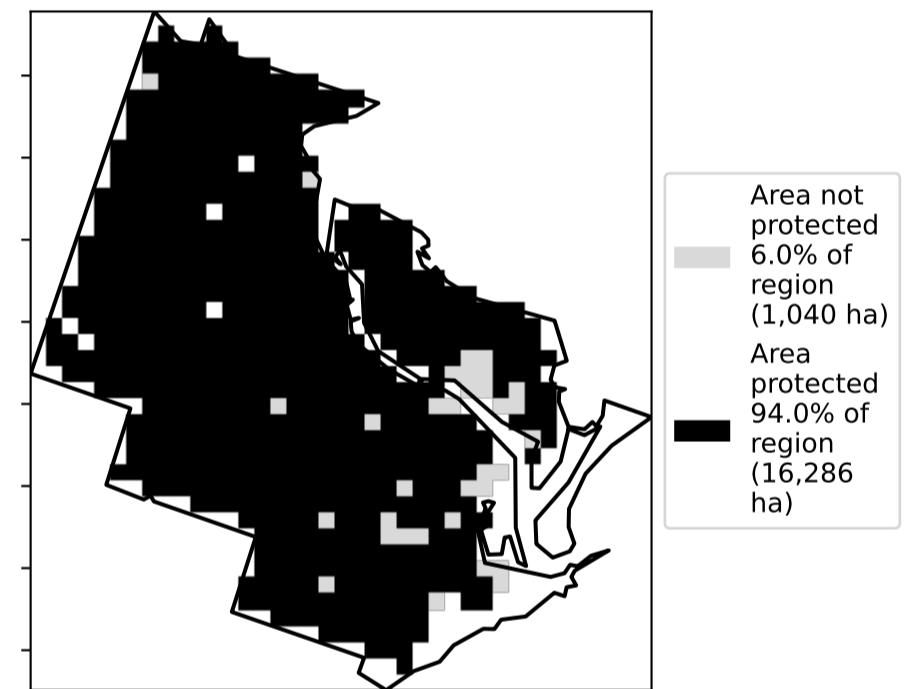 Area not
protected
6.0% of
region
(1,040 ha)
Area
protected
94.0% of
region
(16,286
ha)